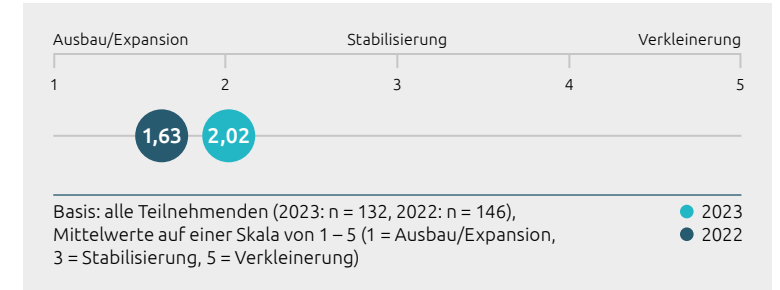 Ausbau/Expansion Stabilisierung Verkleinerung
1 2 3 4 5
1,63 2,02
Basis: alle Teilnehmenden (2023: n = 132, 2022: n = 146),
Mittelwerte auf einer Skala von 1 – 5 (1 = Ausbau/Expansion,
3 = Stabilisierung, 5 = Verkleinerung)
2023
2022